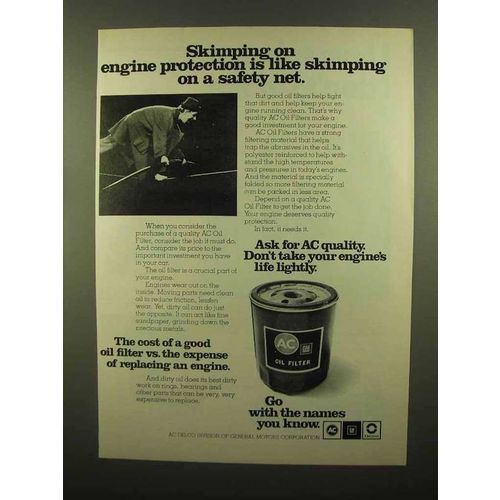 Skimping on
engine protection is like skimping
on a safety net.
When you consider the
purchase of a quality AC Oil
Filter, consider the job it must do.
And compare its price to the
important investment you have
in your car.
The oil filter is a crucial part of
your engine.
Engines wear out on the
inside. Moving parts need clean
oil to reduce friction, lessen
wear. Yet, dirty oil can do just
the opposite. It can act like fine
sandpaper, grinding down the
precious metals.
The cost of a good
oil filter vs. the expense
of replacing an engine.
And dirty oil does its best dirty
work on rings, bearings and
other parts that can be very, very
expensive to replace.
But good oil filters help fight
that dirt and help keep your en-
gine running clean. That's why
quality AC Oil Filters make a
good investment for your engine.
AC Oil Filters have a strong
filtering material that helps
trap the abrasives in the oil. It's
polyester reinforced to help with-
stand the high temperatures
and pressures in today's engines.
And the material is specially
folded so more filtering material
can be packed in less area.
Depend on a quality AC
Oil Filter to get the job done.
Your engine deserves quality
protection.
In fact, it needs it.
Ask for AC quality.
Don't take your engine's
life lightly.
AC
GM
OIL FILTER
Go
with the names
you know.
AC
GM
AC DELCO DIVISION OF GENERAL MOTORS CORPORATION